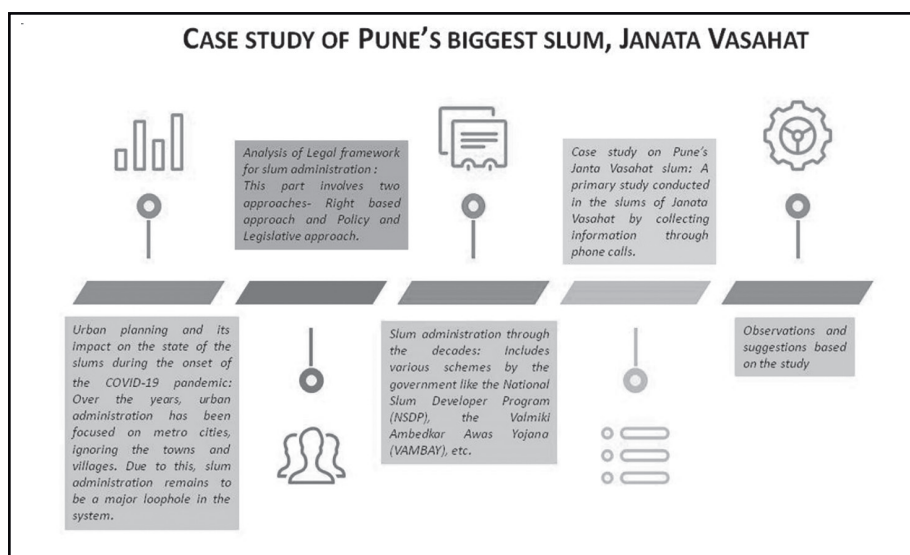 CASE STUDY OF PUNE'S BIGGEST SLUM, JANATA VASAHAT
Urban planning and its
impact on the state of the
slums during the onset of
the COVID-19 pandemic:
Over the years, urban
administration has been
focused on metro cities,
ignoring the towns and
villages. Due to this, slum
administration remains to
be a major loophole in the
system.
Analysis of Legal framework
for slum administration :
This part involves two
approaches- Right based
approach and Policy and
Legislative approach.
Slum administration through
the decades: Includes
various schemes by the
government like the National
Slum Developer Program
(NSDP), the Valmiki
Ambedkar Awas Yojana
(VAMBAY), etc.
Case study on Pune's
Janta Vasahat slum: A
primary study conducted
in the slums of Janata
Vasahat by collecting
information through
phone calls.
Observations and
suggestions based
on the study